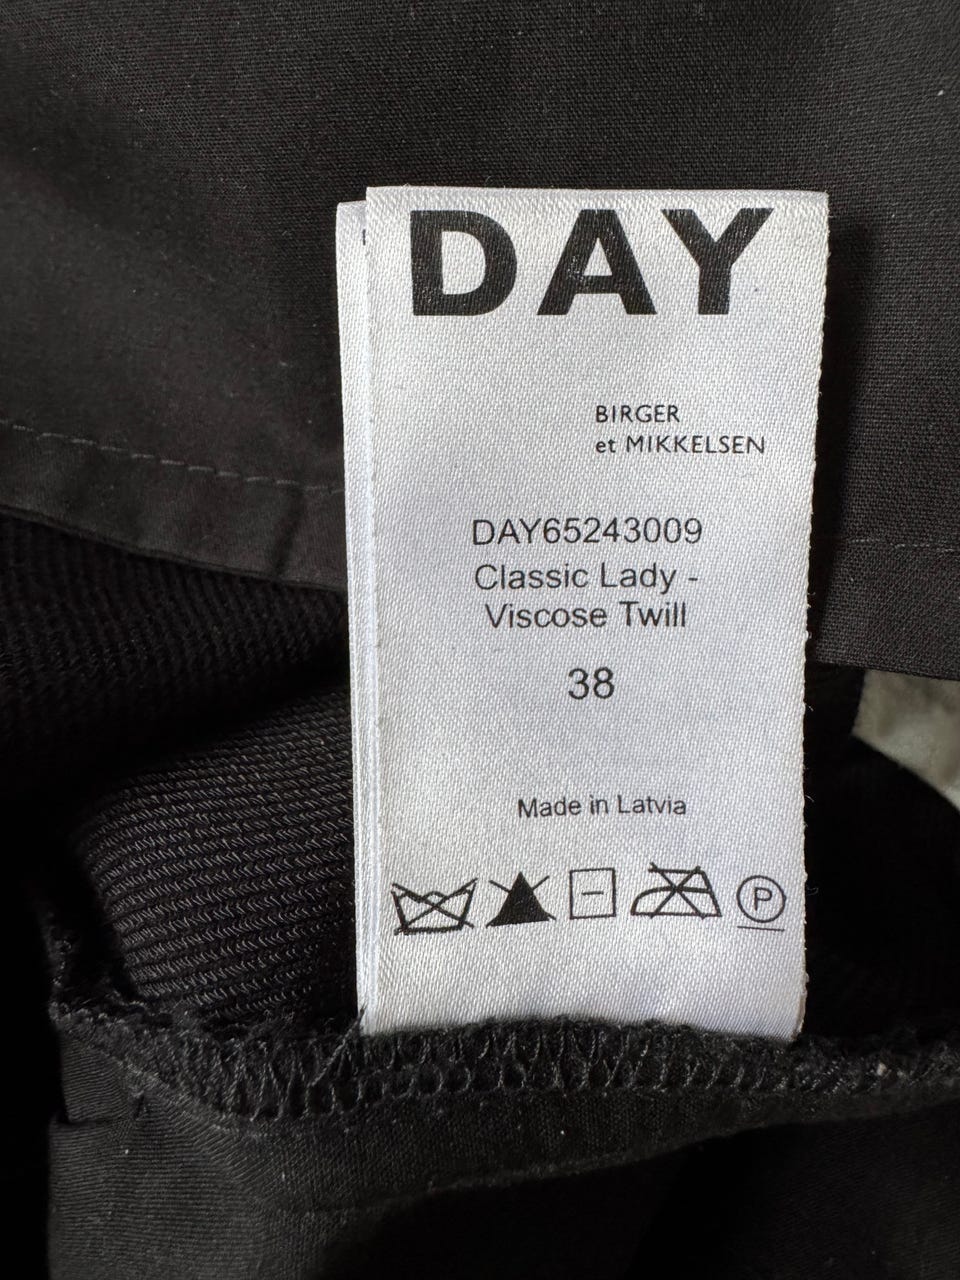 DAY
BIRGER
et MIKKELSEN
DAY65243009
Classic Lady -
Viscose Twill
38
Made in Latvia
P